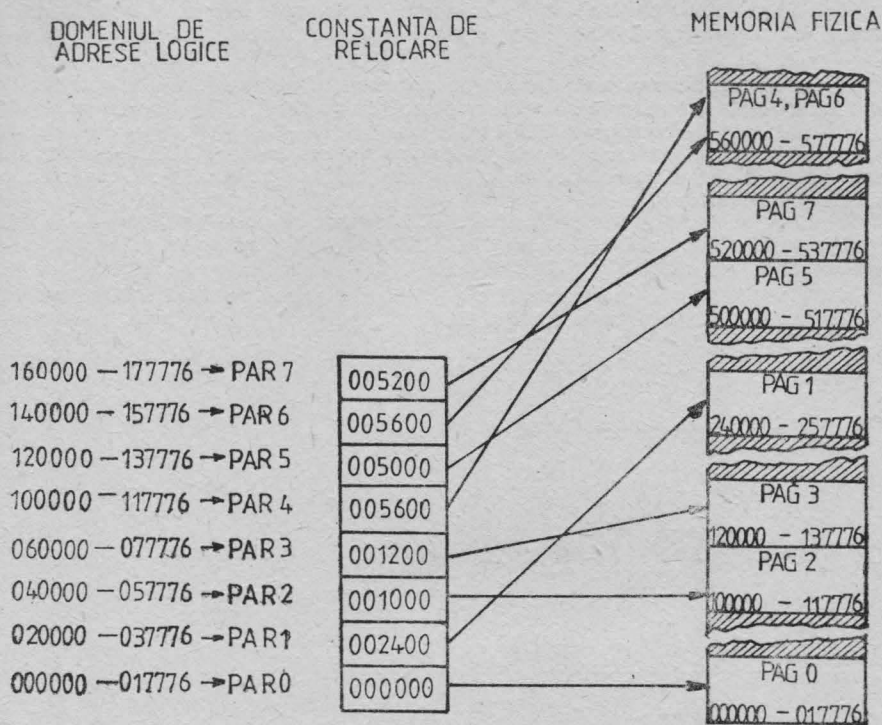 DOMENIUL DE
ADRESE LOGICE
CONSTANTA DE
RELOCARE
MEMORIA FIZICA
PAG 4, PAG 6
560000 - 577776
PAG 7
520000 - 537776
PAG 5
500000 - 517776
160000 - 177776 → PAR 7
005200
PAG 1
140000 - 157776 → PAR 6
005600
240000 - 257776
120000 - 137776 → PAR 5
005000
100000 - 117776 → PAR 4
005600
PAG 3
060000 - 077776 → PAR 3
001200
120000 - 137776
PAG 2
040000 - 057776 → PAR 2
001000
100000 - 117776
020000 - 037776 → PAR 1
002400
000000 - 017776 → PAR 0
000000
PAG 0
000000 - 017776